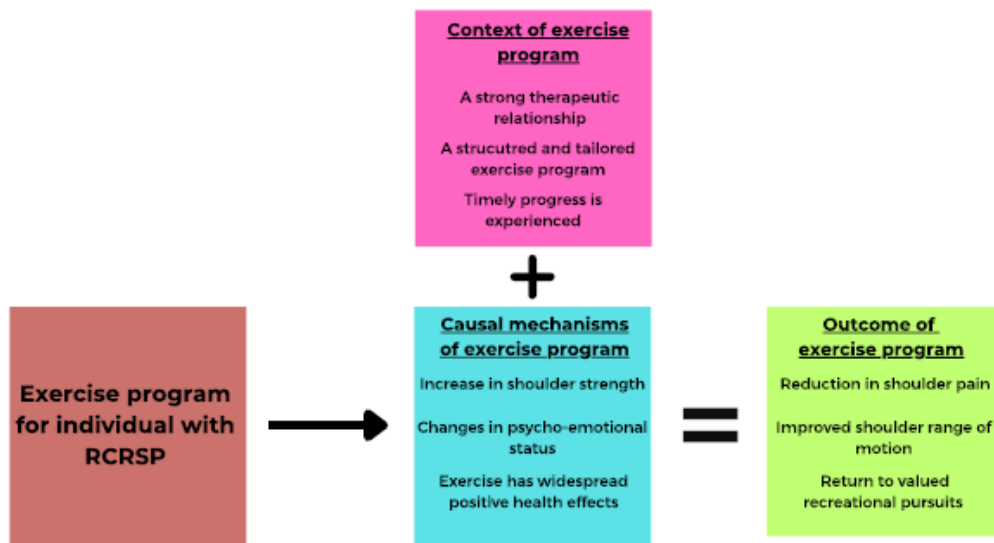 Context of exercise
program
A strong therapeutic
relationship
A strucutred and tailored
exercise program
Timely progress is
experienced
+
Exercise program
for individual with
RCRSP
Causal mechanisms
of exercise program
Increase in shoulder strength
Changes in psycho-emotional
status
Exercise has widespread
positive health effects
=
Outcome of
exercise program
Reduction in shoulder pain
Improved shoulder range of
motion
Return to valued
recreational pursuits